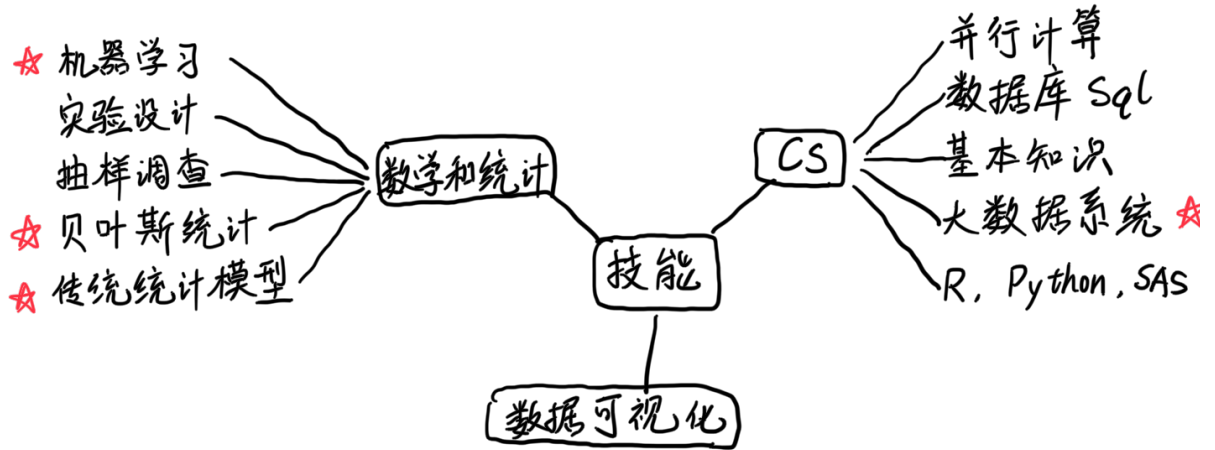 机器学习
实验设计
抽样调查
贝叶斯统计
传统统计模型
数学和统计
技能
数据可视化
CS
并行计算
数据库 Sql
基本知识
大数据系统
R, Python, SAS